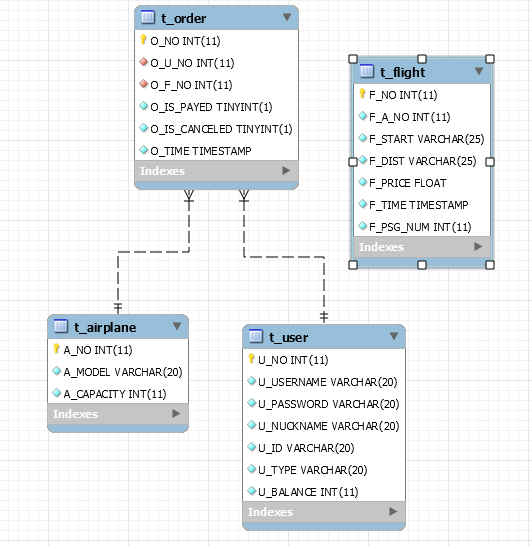 t_order
O_NO INT(11)
O_U_NO INT(11)
O_F_NO INT(11)
O_IS_PAYED TINYINT(1)
O_IS_CANCELED TINYINT(1)
O_TIME TIMESTAMP
Indexes
t_flight
F_NO INT(11)
F_A_NO INT(11)
F_START VARCHAR(25)
F_DIST VARCHAR(25)
F_PRICE FLOAT
F_TIME TIMESTAMP
F_PSG_NUM INT(11)
Indexes
t_airplane
A_NO INT(11)
A_MODEL VARCHAR(20)
A_CAPACITY INT(11)
Indexes
t_user
U_NO INT(11)
U_USERNAME VARCHAR(20)
U_PASSWORD VARCHAR(20)
U_NUCKNAME VARCHAR(20)
U_ID VARCHAR(20)
U_TYPE VARCHAR(20)
U_BALANCE INT(11)
Indexes